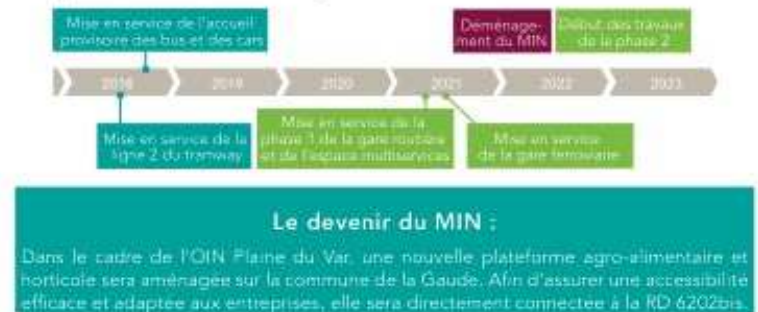 Mise en service de l'accueil
provisoire des bus et des cars
Déménage-
ment du MIN
Début des travaux
de la phase 2
2018
2019
2020
2021
2022
2023
Mise en service de la
ligne 2 du tramway
Mise en service de la
phase 1 de la gare routière
et de l'espace multiservices
Mise en service
de la gare ferroviaire
Le devenir du MIN :
Dans le cadre de l'OIN Plaine du Var, une nouvelle plateforme agro-alimentaire et
horticole sera aménagée sur la commune de la Gaude. Afin d'assurer une accessibilité
efficace et adaptée aux entreprises, elle sera directement connectée à la RD 6202bis.